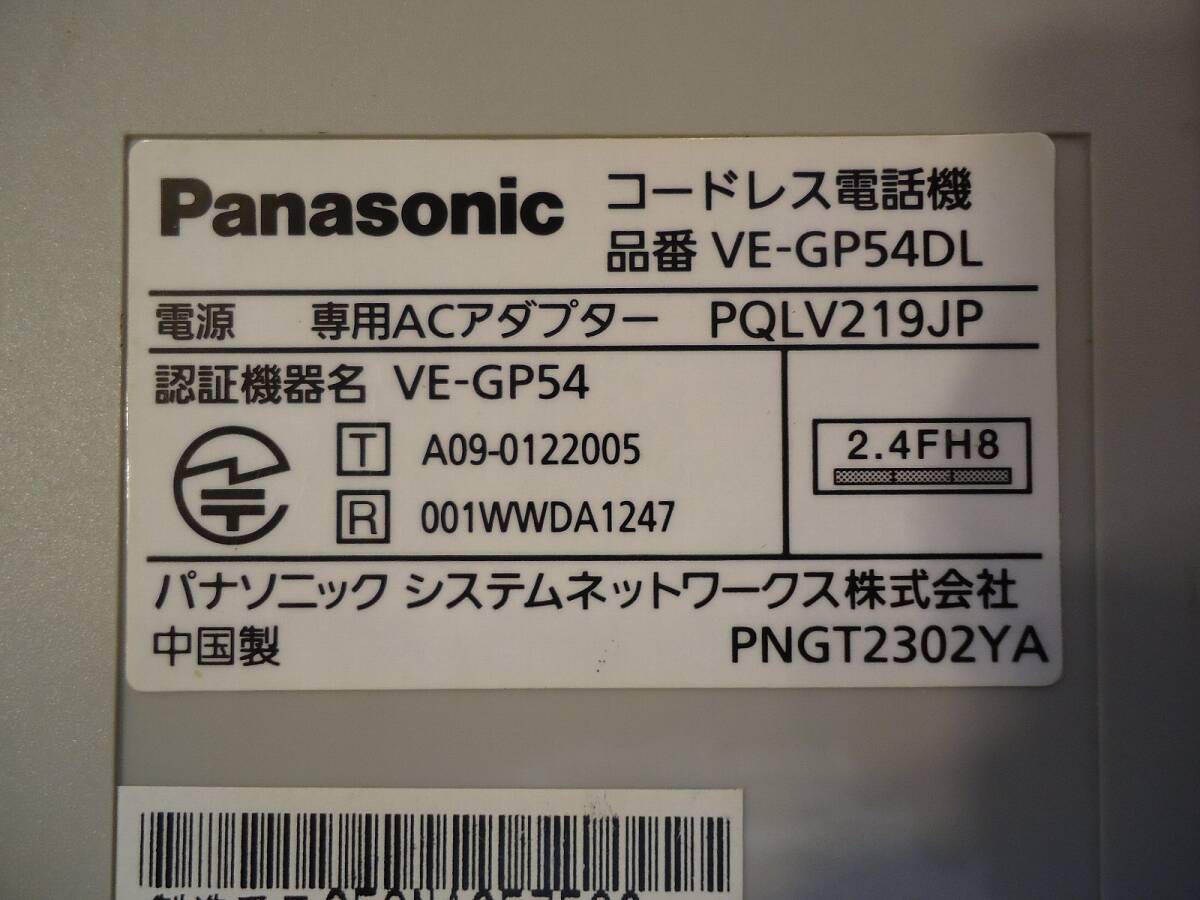 Panasonic コードレス電話機
品番 VE-GP54DL
電源 専用ACアダプター PQLV219JP
認証機器名 VE-GP54
T A09-0122005
R 001WWDA1247
2.4FH8
パナソニック システムネットワークス株式会社
中国製 PNGT2302YA